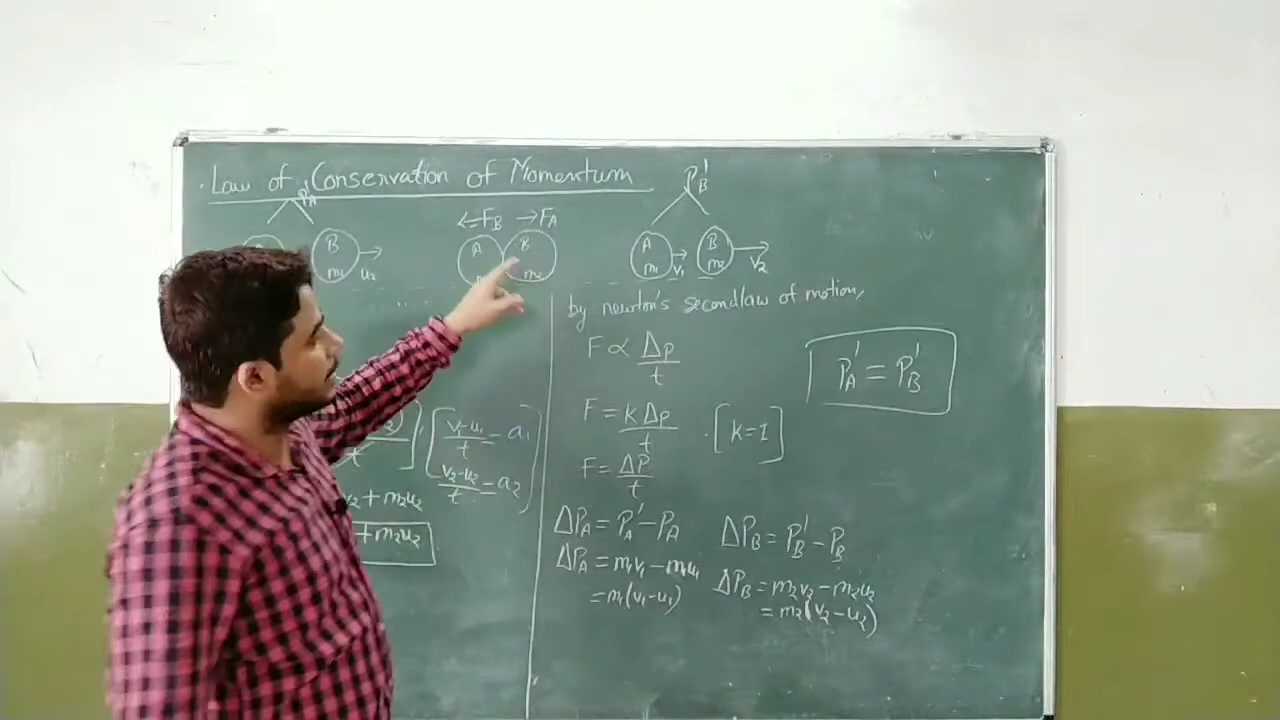 Law of Conservation of Momentum
P'A
B
m1
u2
←FB →FA
A
B
m2
P'B
A
m1
v1
B
m2
v2
by newton's second law of motion,
F ∝ Δp/t
F = kΔp/t . [k=1]
F = ΔP/t
ΔPA = P'A - PA
ΔPA = m1v1 - m1u1
= m1(v1-u1)
ΔPB = P'B - PB
ΔPB = m2v2 - m2u2
= m2(v2-u2)
P'A = P'B
v1-u1/t = a1
v2-u2/t = a2
v2 + m2u2
+ m2u2